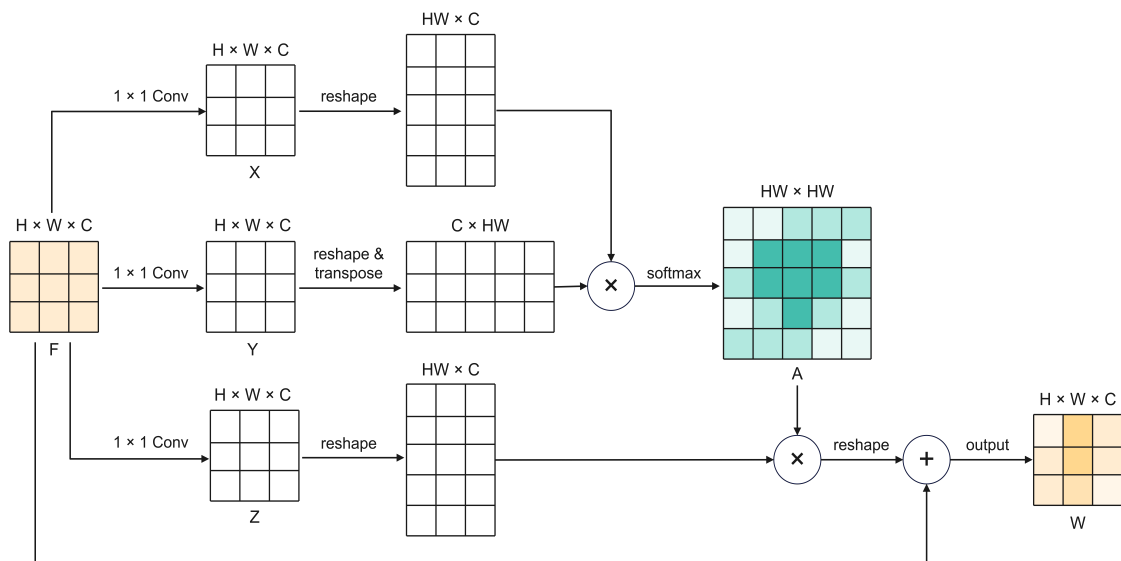 HW × C
H × W × C
1 × 1 Conv
reshape
X
HW × HW
H × W × C
H × W × C
C × HW
1 × 1 Conv
reshape &
transpose
×
softmax
F
Y
A
HW × C
H × W × C
H × W × C
1 × 1 Conv
reshape
×
reshape
+
output
Z
W